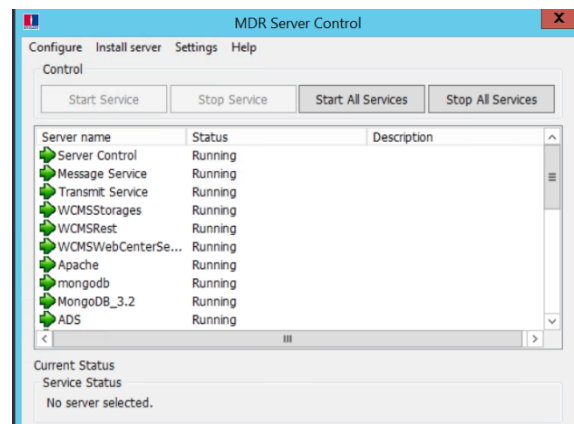 MDR Server Control
X
Configure Install server Settings Help
Control
Start Service Stop Service Start All Services Stop All Services
Server name Status Description
Server Control Running
Message Service Running
Transmit Service Running
WCMSStorages Running
WCMSRest Running
WCMSWebCenterSe... Running
Apache Running
mongodb Running
MongoDB_3.2 Running
ADS Running
Current Status
Service Status
No server selected.